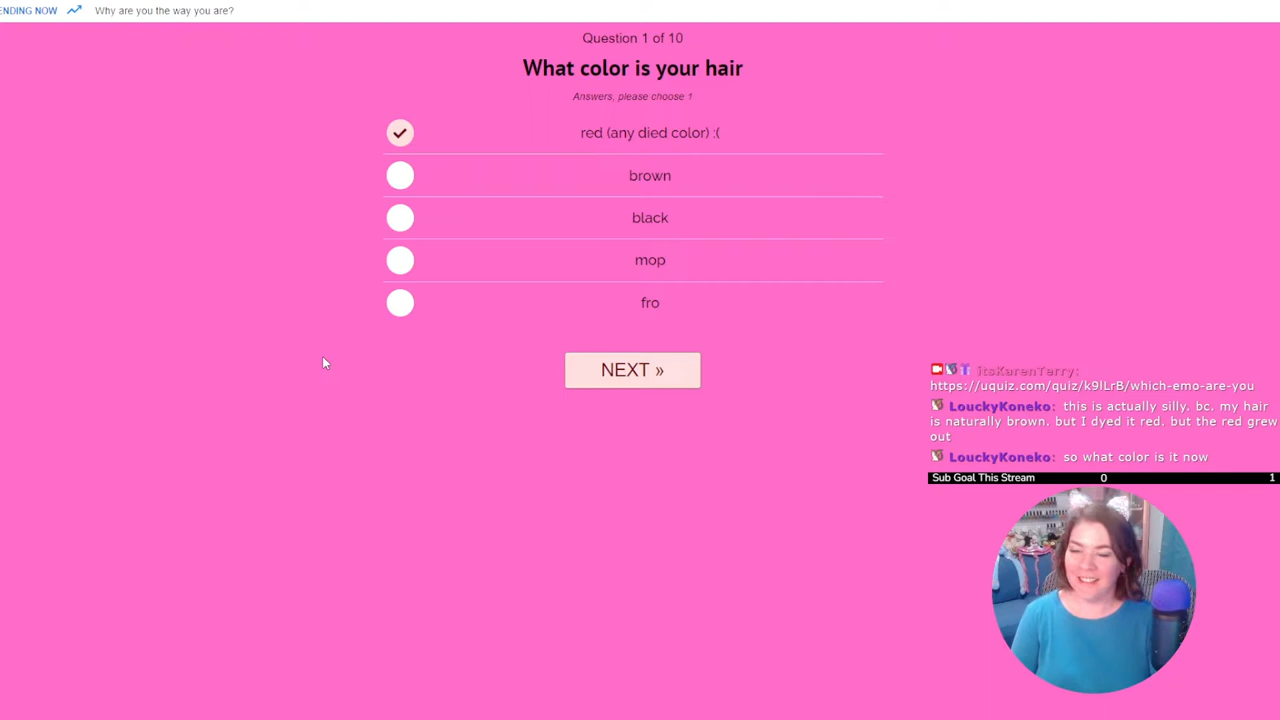 ENDING NOW Why are you the way you are?
Question 1 of 10
What color is your hair
Answers, please choose 1
red (any died color) :(
brown
black
mop
fro
NEXT »
itsKarenTerry:
https://uquiz.com/quiz/k9lLrB/which-emo-are-you
LouckyKoneko: this is actually silly. bc. my hair
is naturally brown. but I dyed it red. but the red grew
out
LouckyKoneko: so what color is it now
Sub Goal This Stream 0 1